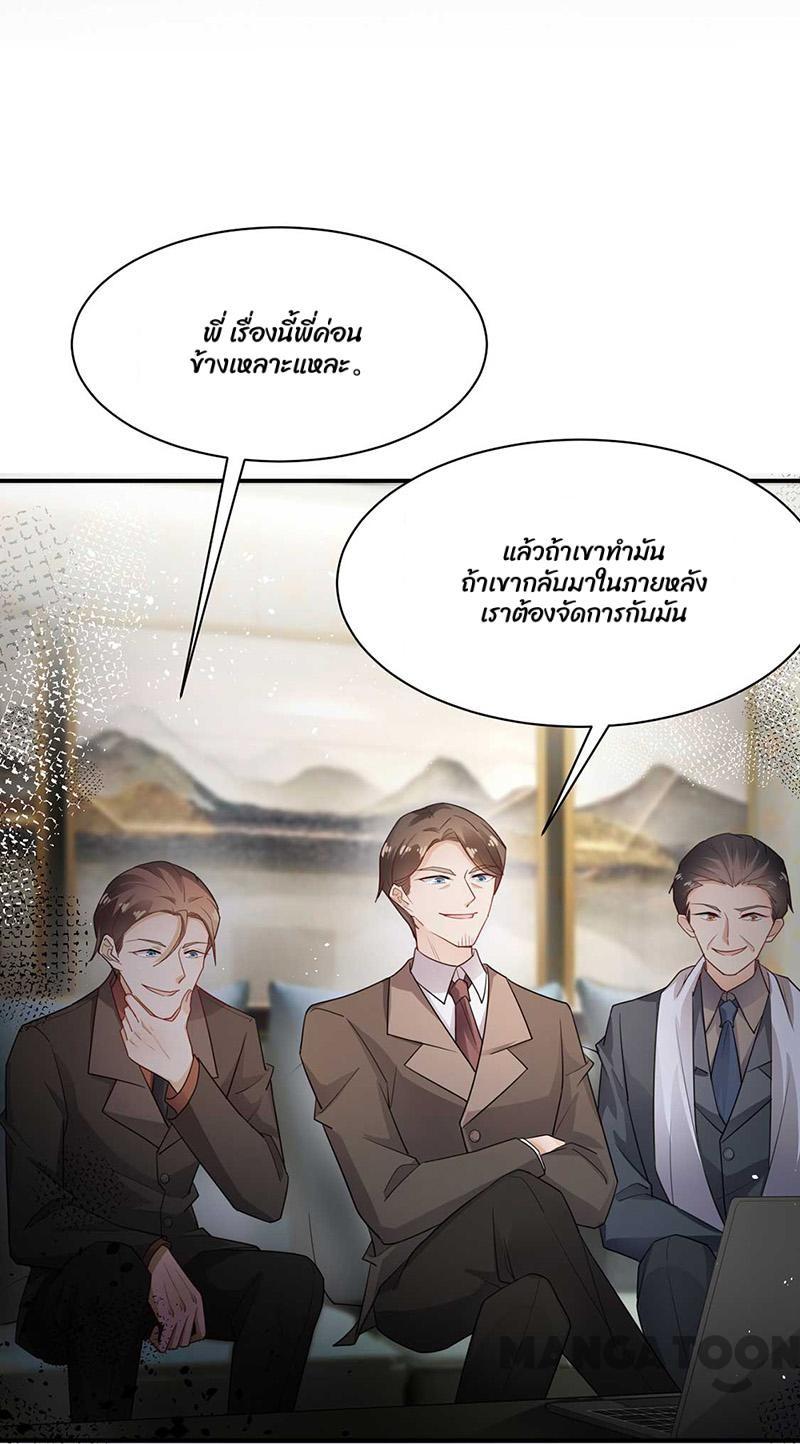 พี่ เรื่องนี้พี่ค่อน
ข้างเหลาะแหละ。
แล้วถ้าเขาทำมัน
ถ้าเขากลับมาในภายหลัง
เราต้องจัดการกับมัน
MANGATOON